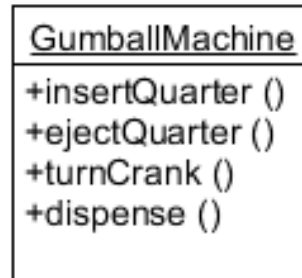 GumballMachine
+insertQuarter ()
+ejectQuarter ()
+turnCrank ()
+dispense ()